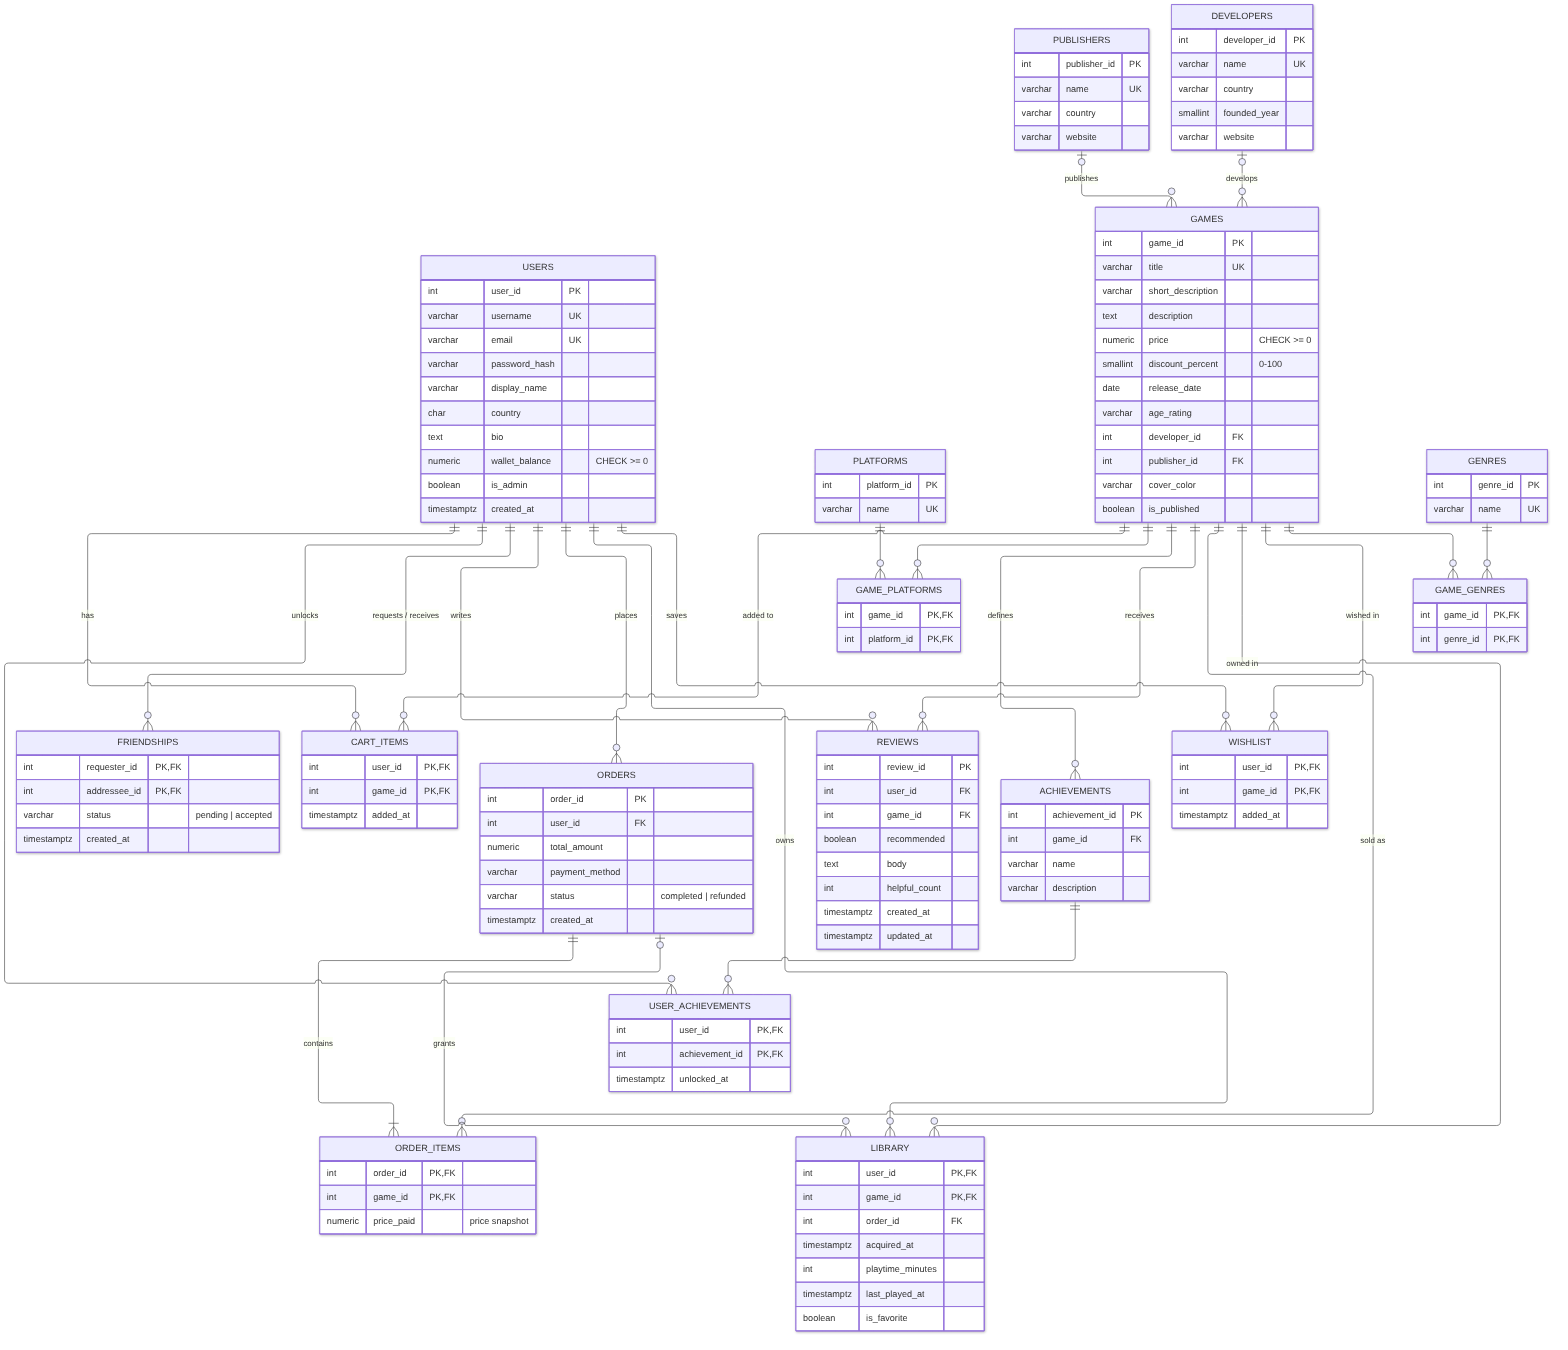 DEVELOPERS
int developer_id PK
varchar name UK
varchar country
smallint founded_year
varchar website
PUBLISHERS
int publisher_id PK
varchar name UK
varchar country
varchar website
publishes
develops
GAMES
int game_id PK
varchar title UK
varchar short_description
text description
numeric price CHECK >= 0
smallint discount_percent 0-100
date release_date
varchar age_rating
int developer_id FK
int publisher_id FK
varchar cover_color
boolean is_published
USERS
int user_id PK
varchar username UK
varchar email UK
varchar password_hash
varchar display_name
char country
text bio
numeric wallet_balance CHECK >= 0
boolean is_admin
timestamptz created_at
PLATFORMS
int platform_id PK
varchar name UK
GENRES
int genre_id PK
varchar name UK
has
unlocks
requests / receives
writes
places
saves
added to
defines
receives
wished in
GAME_PLATFORMS
int game_id PK,FK
int platform_id PK,FK
GAME_GENRES
int game_id PK,FK
int genre_id PK,FK
owned in
FRIENDSHIPS
int requester_id PK,FK
int addressee_id PK,FK
varchar status pending | accepted
timestamptz created_at
CART_ITEMS
int user_id PK,FK
int game_id PK,FK
timestamptz added_at
ORDERS
int order_id PK
int user_id FK
numeric total_amount
varchar payment_method
varchar status completed | refunded
timestamptz created_at
owns
REVIEWS
int review_id PK
int user_id FK
int game_id FK
boolean recommended
text body
int helpful_count
timestamptz created_at
timestamptz updated_at
ACHIEVEMENTS
int achievement_id PK
int game_id FK
varchar name
varchar description
WISHLIST
int user_id PK,FK
int game_id PK,FK
timestamptz added_at
sold as
USER_ACHIEVEMENTS
int user_id PK,FK
int achievement_id PK,FK
timestamptz unlocked_at
contains
grants
ORDER_ITEMS
int order_id PK,FK
int game_id PK,FK
numeric price_paid price snapshot
LIBRARY
int user_id PK,FK
int game_id PK,FK
int order_id FK
timestamptz acquired_at
int playtime_minutes
timestamptz last_played_at
boolean is_favorite